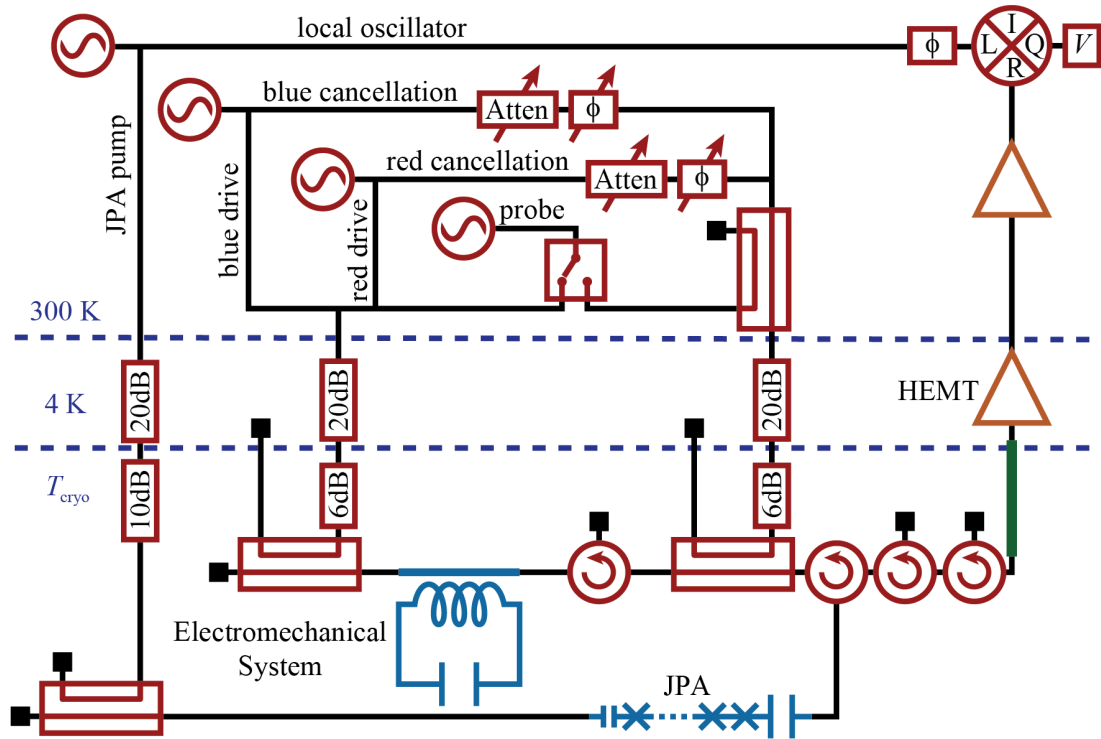 local oscillator
ϕ
L
I
Q
R
V
blue cancellation
Atten
ϕ
JPA pump
blue drive
red cancellation
Atten
ϕ
red drive
probe
300 K
4 K
20dB
20dB
20dB
HEMT
Tcryo
10dB
6dB
6dB
Electromechanical
System
JPA